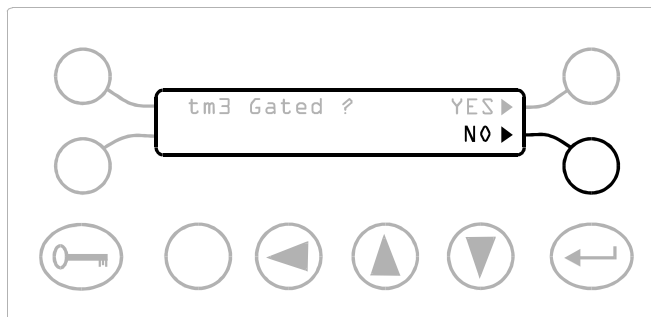 tm3 Gated ? YES ▶
NO ▶